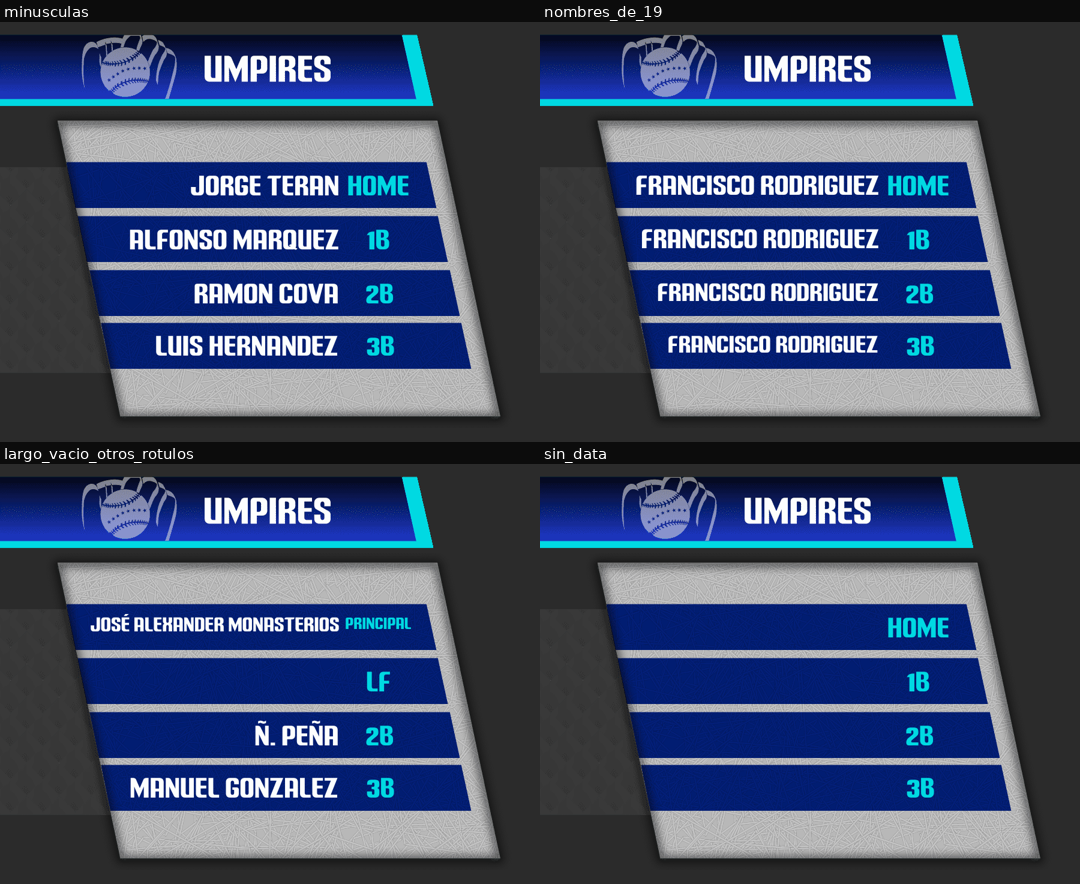 minusculas
UMPIRES
JORGE TERAN HOME
ALFONSO MARQUEZ 1B
RAMON COVA 2B
LUIS HERNANDEZ 3B
nombres_de_19
UMPIRES
FRANCISCO RODRIGUEZ HOME
FRANCISCO RODRIGUEZ 1B
FRANCISCO RODRIGUEZ 2B
FRANCISCO RODRIGUEZ 3B
largo_vacio_otros_rotulos
UMPIRES
JOSÉ ALEXANDER MONASTERIOS PRINCIPAL
LF
Ñ. PEÑA 2B
MANUEL GONZALEZ 3B
sin_data
UMPIRES
HOME
1B
2B
3B